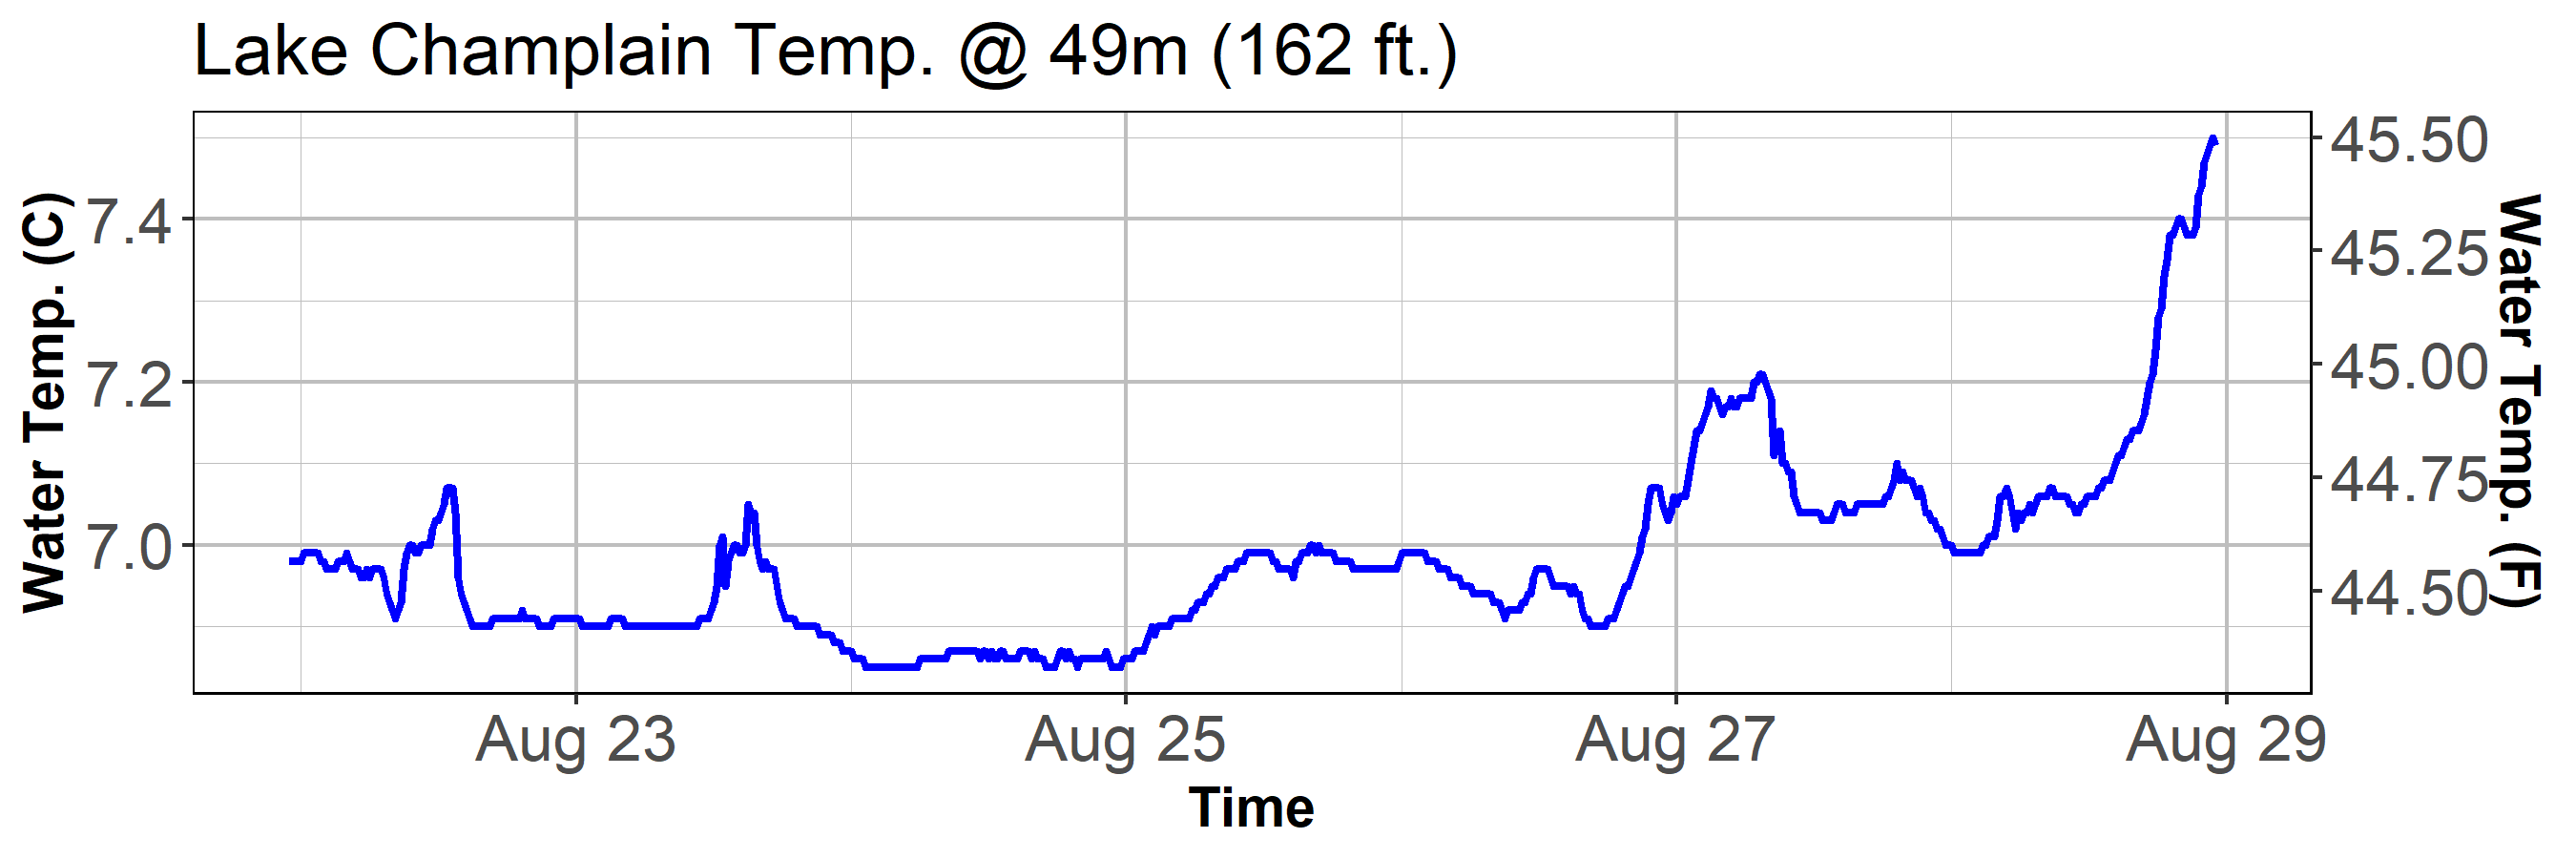 Lake Champlain Temp. @ 49m (162 ft.)
Water Temp. (C)
7.4
7.2
7.0
45.50
45.25
45.00
44.75
44.50
Water Temp. (F)
Aug 23
Aug 25
Aug 27
Aug 29
Time